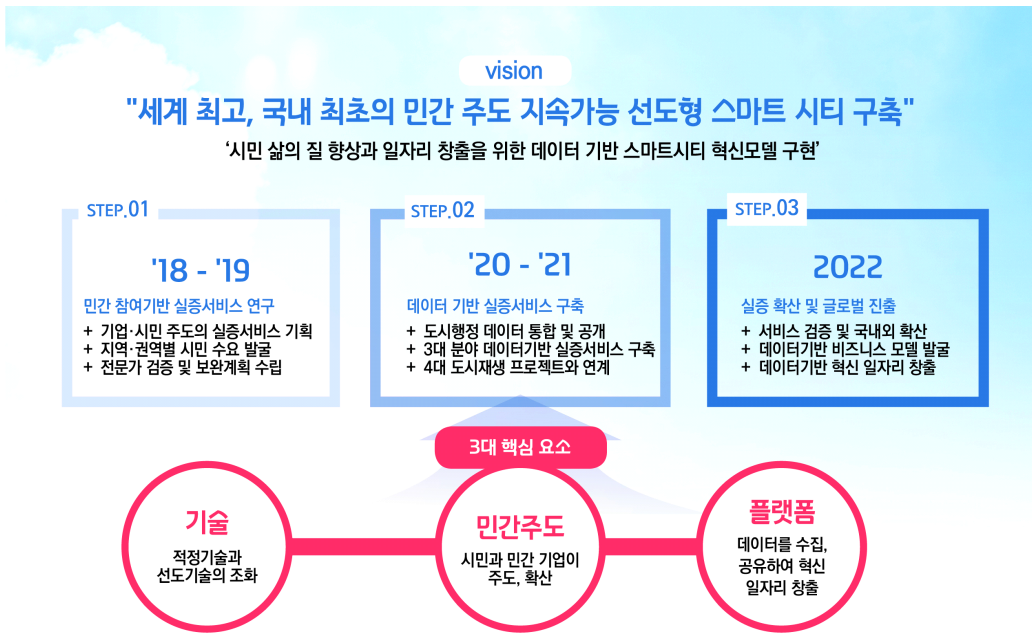 vision
"세계 최고, 국내 최초의 민간 주도 지속가능 선도형 스마트 시티 구축"
‘시민 삶의 질 향상과 일자리 창출을 위한 데이터 기반 스마트시티 혁신모델 구현’
STEP.01
'18 - '19
민간 참여기반 실증서비스 연구
+ 기업·시민 주도의 실증서비스 기획
+ 지역·권역별 시민 수요 발굴
+ 전문가 검증 및 보완계획 수립
STEP.02
'20 - '21
데이터 기반 실증서비스 구축
+ 도시행정 데이터 통합 및 공개
+ 3대 분야 데이터기반 실증서비스 구축
+ 4대 도시재생 프로젝트와 연계
STEP.03
2022
실증 확산 및 글로벌 진출
+ 서비스 검증 및 국내외 확산
+ 데이터기반 비즈니스 모델 발굴
+ 데이터기반 혁신 일자리 창출
3대 핵심 요소
기술
적정기술과
선도기술의 조화
민간주도
시민과 민간 기업이
주도, 확산
플랫폼
데이터를 수집,
공유하여 혁신
일자리 창출